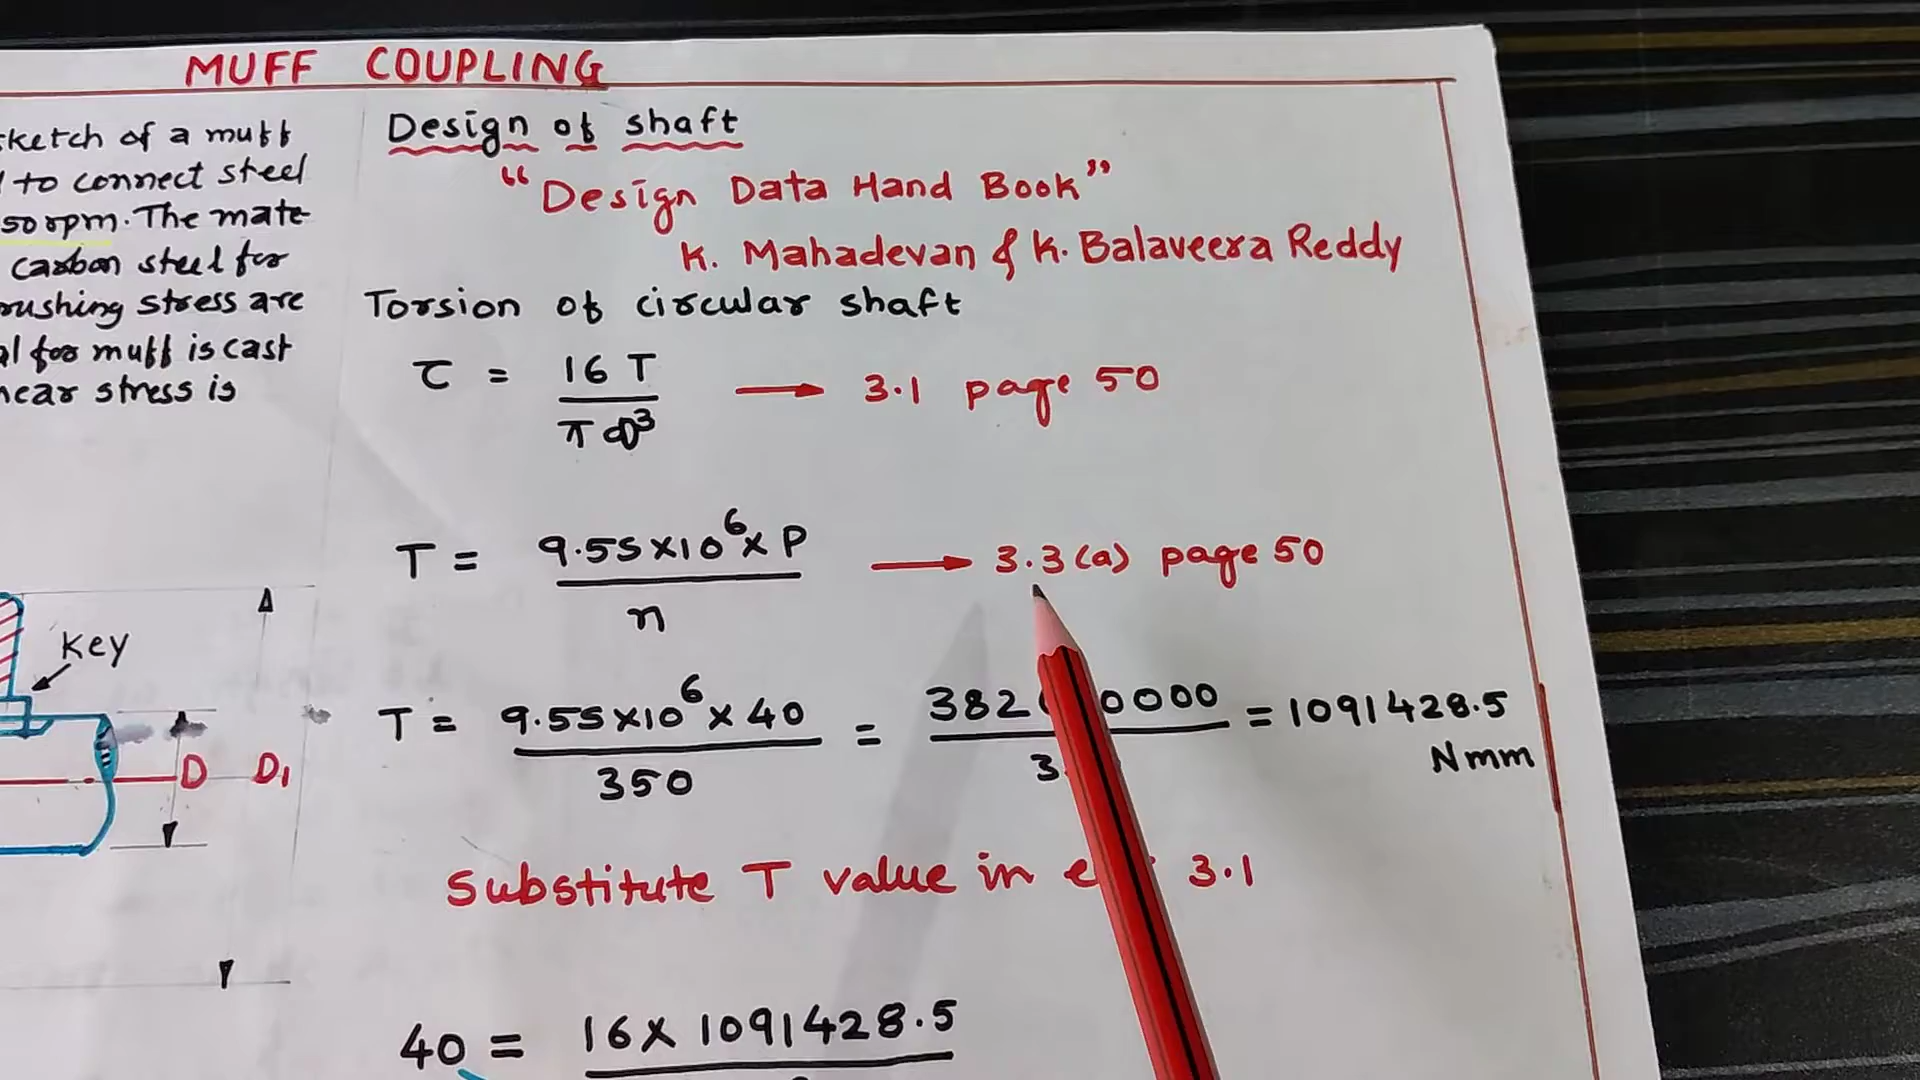 MUFF COUPLING
sketch of a muff
to connect steel
50 rpm. The mate
carbon steel for
rushing stress are
al for muff is cast
hear stress is
Key
D D₁
Design of shaft
"Design Data Hand Book"
K. Mahadevan & K. Balaveera Reddy
Torsion of circular shaft
τ = 16 T / π d³ → 3.1 page 50
T = 9.55×10⁶× P / n → 3.3(a) page 50
T = 9.55×10⁶ × 40 / 350 = = 1091428.5
N mm
Substitute T value in 3.1
40 = 16 × 1091428.5